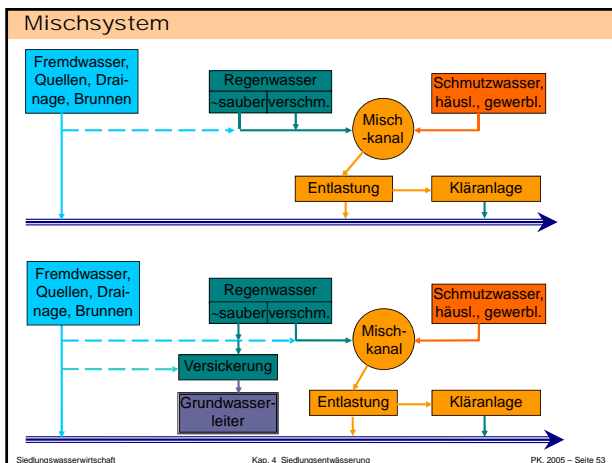 Mischsystem
Fremdwasser,
Quellen, Drai-
nage, Brunnen
Regenwasser
~sauber verschm.
Misch
-kanal
Schmutzwasser,
häusl., gewerbl.
Entlastung
Kläranlage
Fremdwasser,
Quellen, Drai-
nage, Brunnen
Regenwasser
~sauber verschm.
Misch-
kanal
Schmutzwasser,
häusl., gewerbl.
Versickerung
Grundwasser-
leiter
Entlastung
Kläranlage
Siedlungswasserwirtschaft Kap. 4 Siedlungsentwässerung PK, 2005 – Seite 53